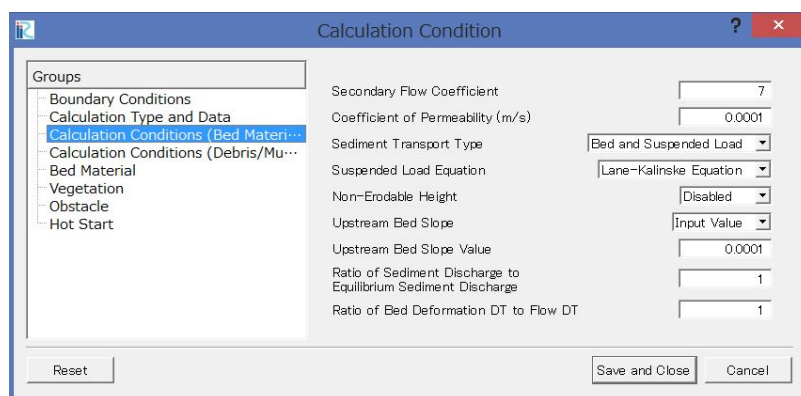 iRC
Calculation Condition
?
×
Groups
Boundary Conditions
Calculation Type and Data
Calculation Conditions (Bed Materi···
Calculation Conditions (Debris/Mu···
Bed Material
Vegetation
Obstacle
Hot Start
Secondary Flow Coefficient 7
Coefficient of Permeability (m/s) 0.0001
Sediment Transport Type Bed and Suspended Load
Suspended Load Equation Lane-Kalinske Equation
Non-Erodable Height Disabled
Upstream Bed Slope Input Value
Upstream Bed Slope Value 0.0001
Ratio of Sediment Discharge to
Equilibrium Sediment Discharge 1
Ratio of Bed Deformation DT to Flow DT 1
Reset Save and Close Cancel